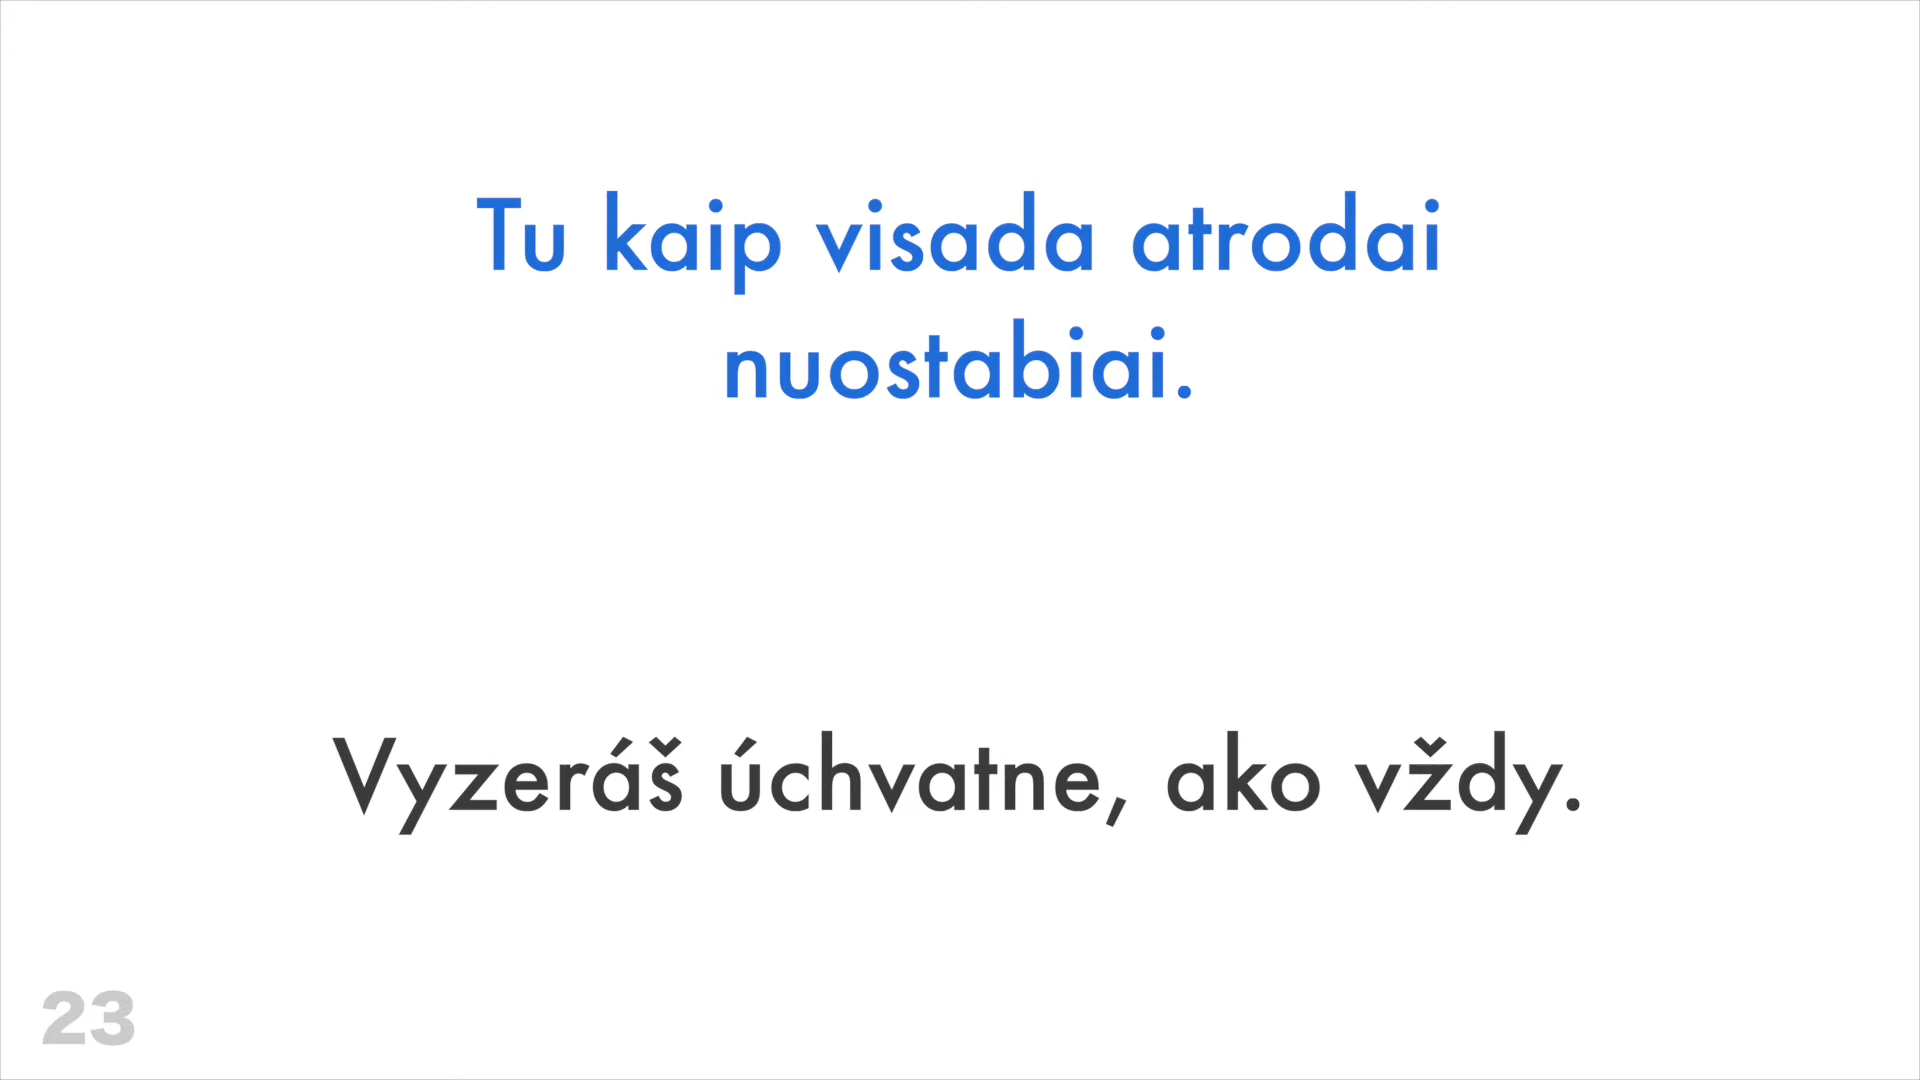 Tu kaip visada atrodai
nuostabiai.
Vyzeráš úchvatne, ako vždy.
23